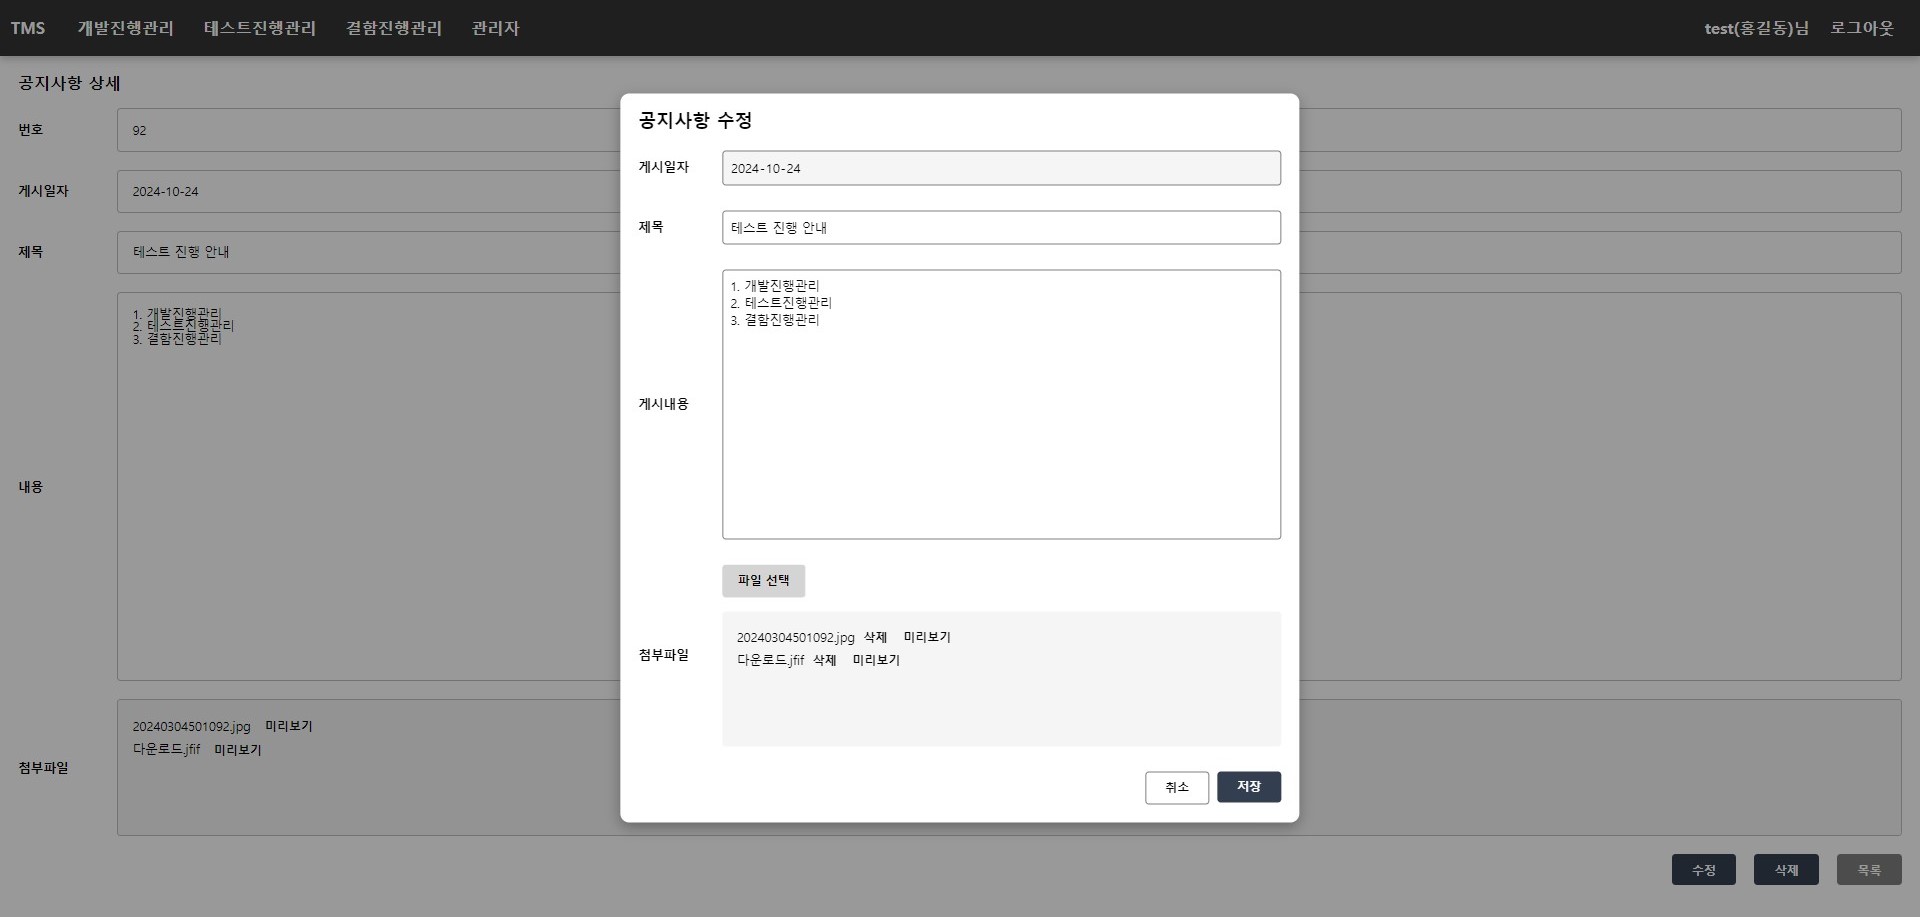 TMS 개발진행관리 테스트진행관리 결함진행관리 관리자 test(홍길동)님 로그아웃
공지사항 상세
번호 92
게시일자 2024-10-24
제목 테스트 진행 안내
내용
1. 개발진행관리
2. 테스트진행관리
3. 결함진행관리
첨부파일
20240304501092.jpg 미리보기
다운로드.jfif 미리보기
수정 삭제 목록
공지사항 수정
게시일자 2024-10-24
제목 테스트 진행 안내
게시내용
1. 개발진행관리
2. 테스트진행관리
3. 결함진행관리
파일 선택
첨부파일
20240304501092.jpg 삭제 미리보기
다운로드.jfif 삭제 미리보기
취소 저장